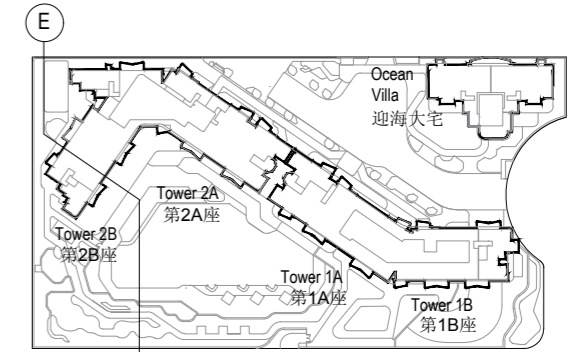 E
Ocean
Villa
迎海大宅
Tower 2A
第2A座
Tower 2B
第2B座
Tower 1A
第1A座
Tower 1B
第1B座